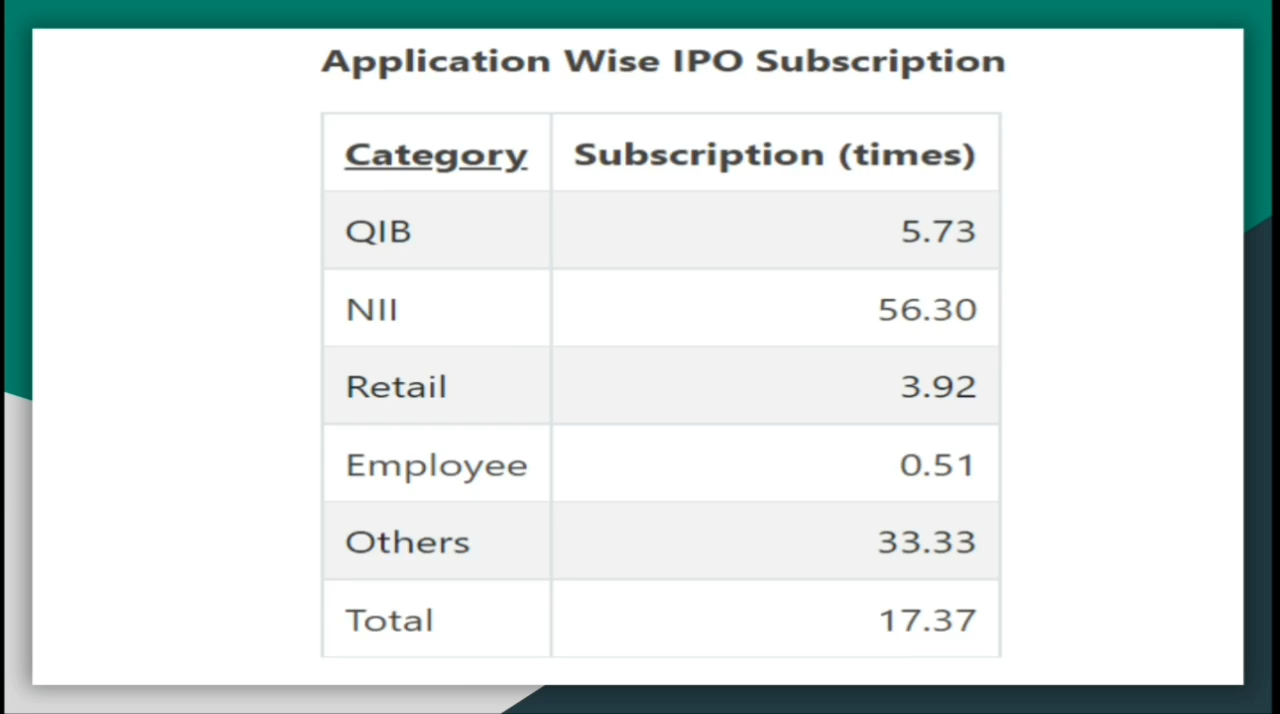 Application Wise IPO Subscription
Category Subscription (times)
QIB 5.73
NII 56.30
Retail 3.92
Employee 0.51
Others 33.33
Total 17.37